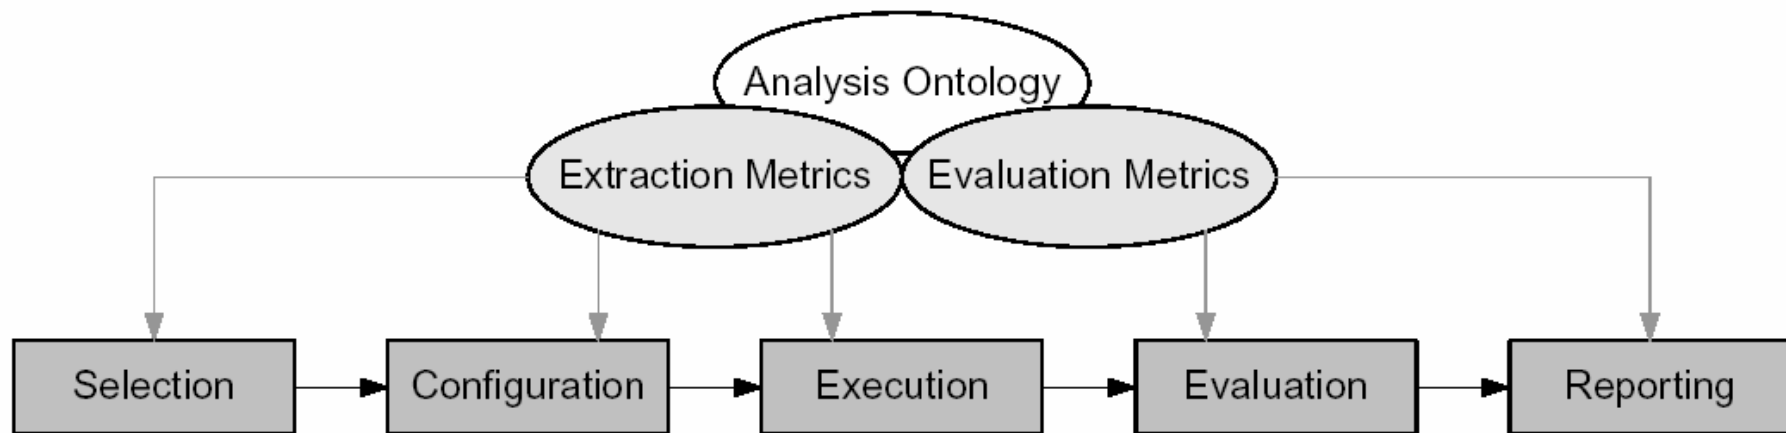 Analysis Ontology
Extraction Metrics
Evaluation Metrics
Selection
Configuration
Execution
Evaluation
Reporting